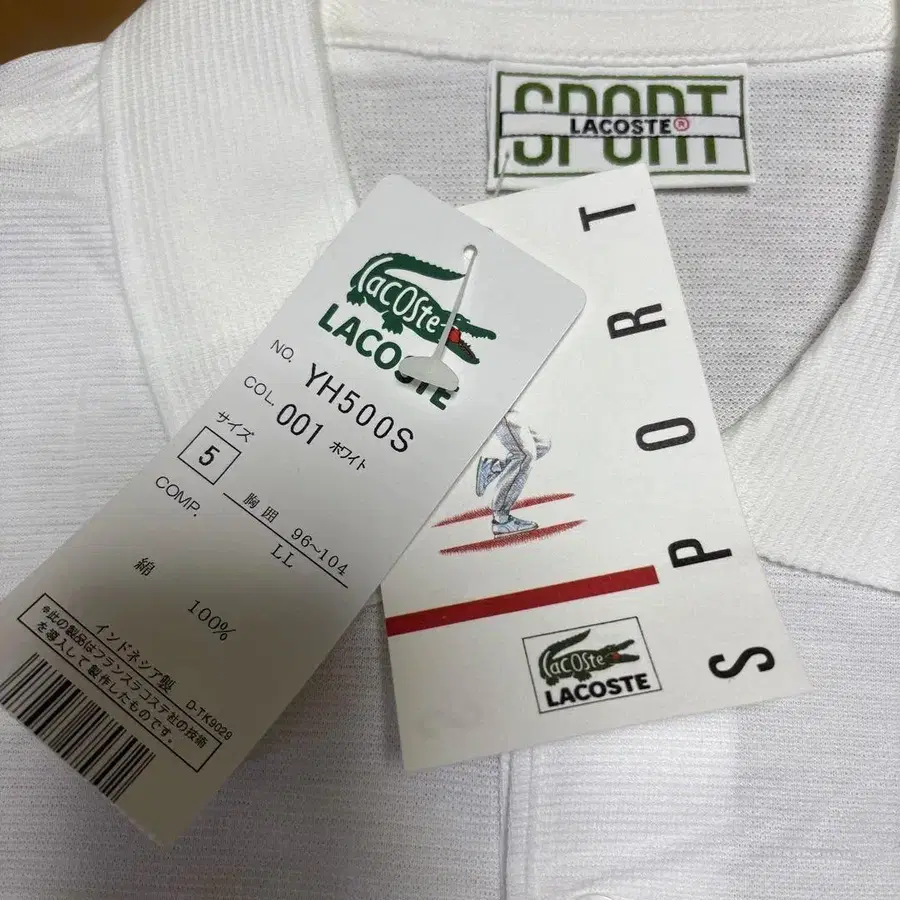 SPORT
LACOSTE®
Lacoste
LACOSTE
NO. YH500S
COL. 001 ホワイト
サイズ
5
胸囲 96~104
LL
COMP.
綿 100%
インドネシア製
D-TK9029
※此の製品はフランスラコステ社の技術
を導入して製作したものです。
SPORT
Lacoste
LACOSTE